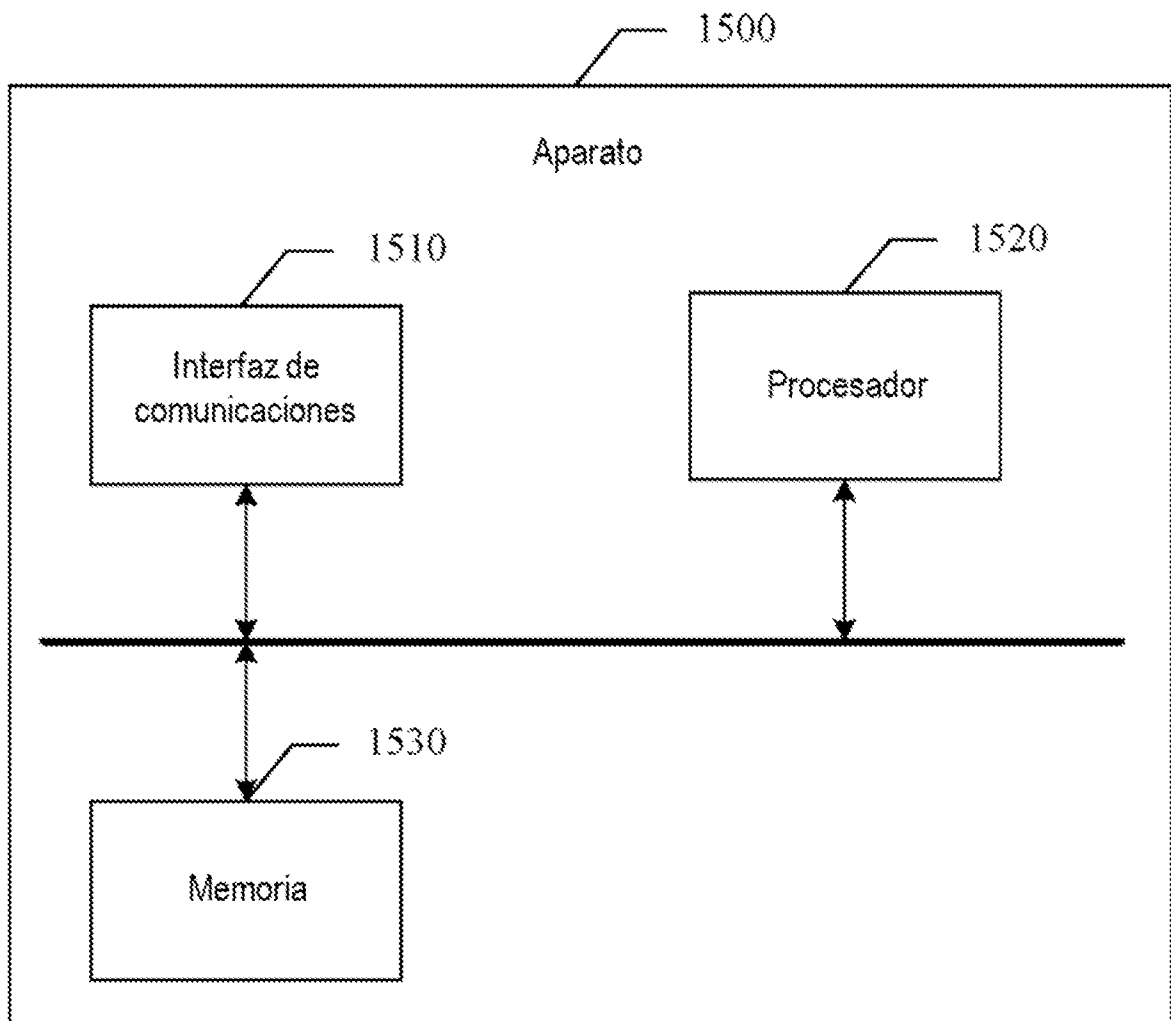 1500
Aparato
1510
1520
Interfaz de
comunicaciones
Procesador
1530
Memoria